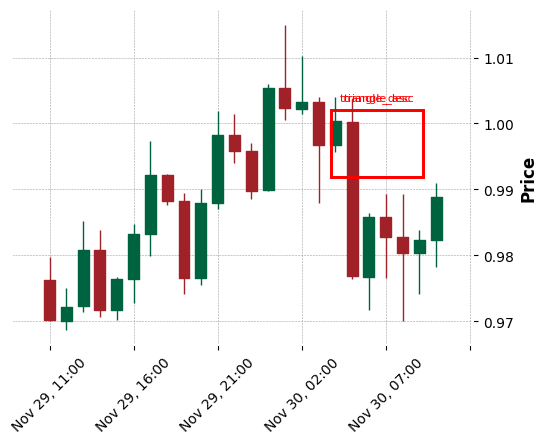 1.01
1.00
0.99
0.98
0.97
Price
Nov 29, 11:00
Nov 29, 16:00
Nov 29, 21:00
Nov 30, 02:00
Nov 30, 07:00